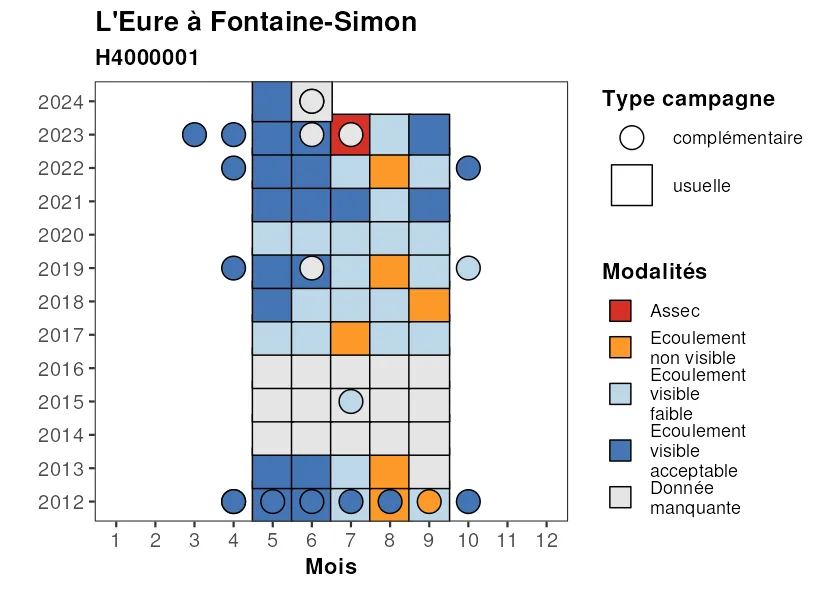 L'Eure à Fontaine-Simon
H4000001
2024
2023
2022
2021
2020
2019
2018
2017
2016
2015
2014
2013
2012
1 2 3 4 5 6 7 8 9 10 11 12
Mois
Type campagne
complémentaire
usuelle
Modalités
Assec
Ecoulement
non visible
Ecoulement
visible
faible
Ecoulement
visible
acceptable
Donnée
manquante